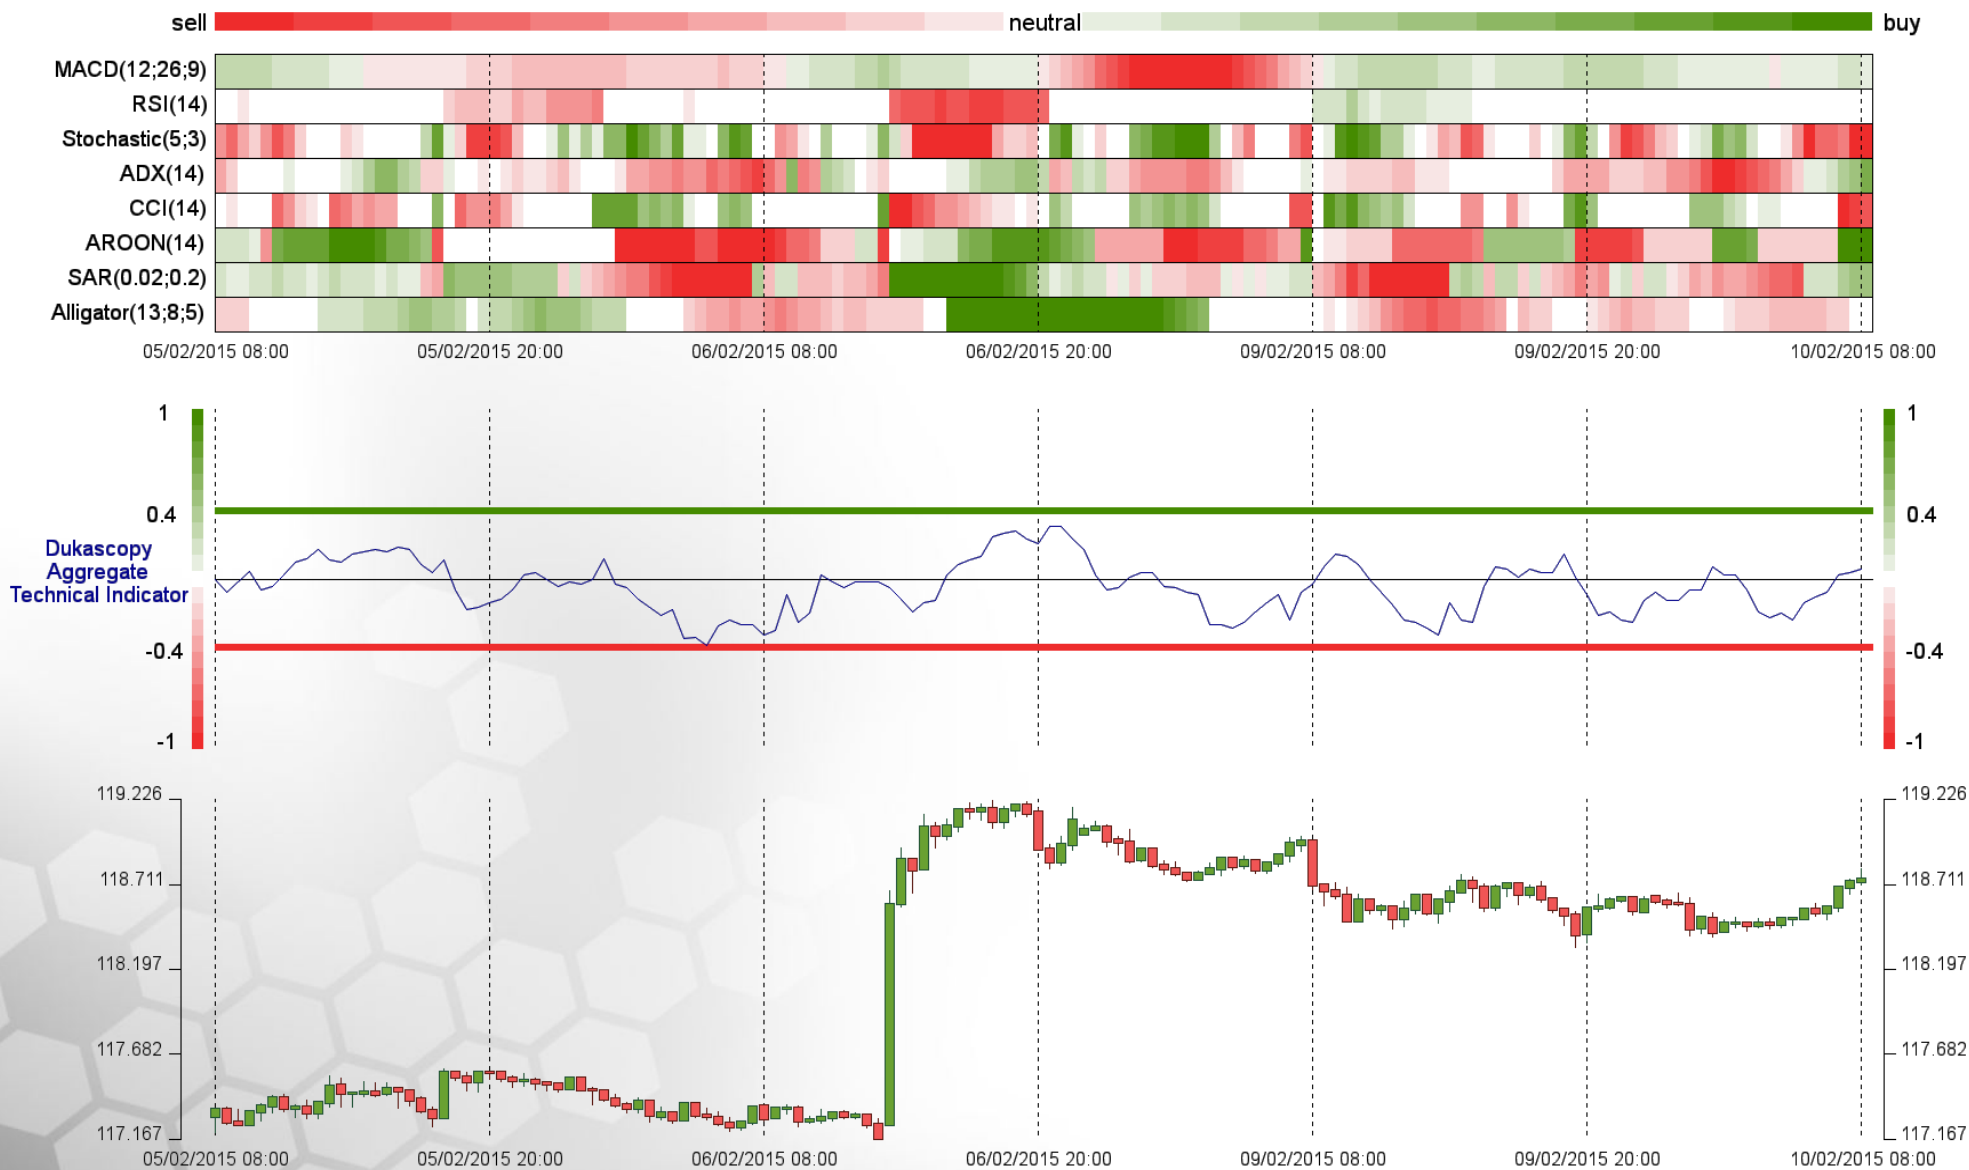 sell neutral buy
MACD(12;26;9)
RSI(14)
Stochastic(5;3)
ADX(14)
CCI(14)
AROON(14)
SAR(0.02;0.2)
Alligator(13;8;5)
05/02/2015 08:00 05/02/2015 20:00 06/02/2015 08:00 06/02/2015 20:00 09/02/2015 08:00 09/02/2015 20:00 10/02/2015 08:00
1 1
0.4 0.4
Dukascopy
Aggregate
Technical Indicator
-0.4 -0.4
-1 -1
119.226 119.226
118.711 118.711
118.197 118.197
117.682 117.682
117.167 117.167
05/02/2015 08:00 05/02/2015 20:00 06/02/2015 08:00 06/02/2015 20:00 09/02/2015 08:00 09/02/2015 20:00 10/02/2015 08:00